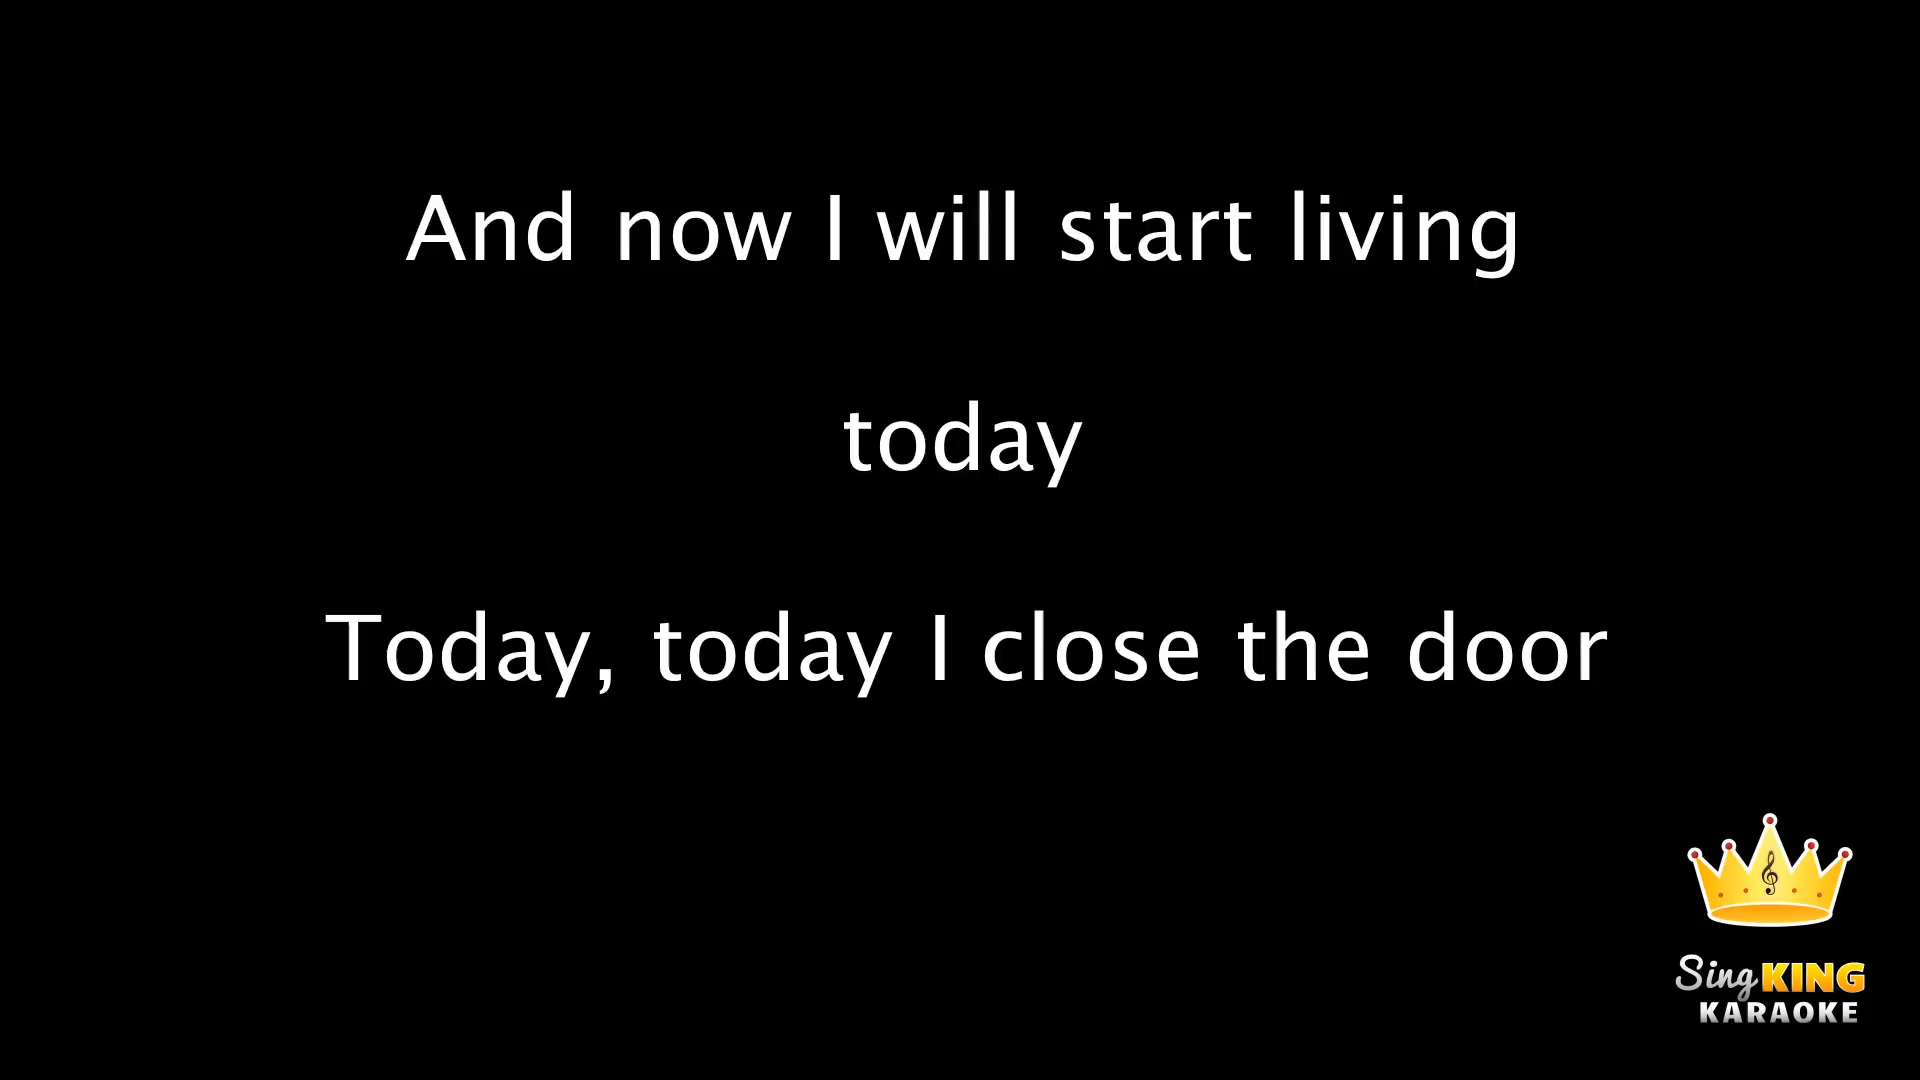 And now I will start living
today
Today, today I close the door
Sing KING
KARAOKE